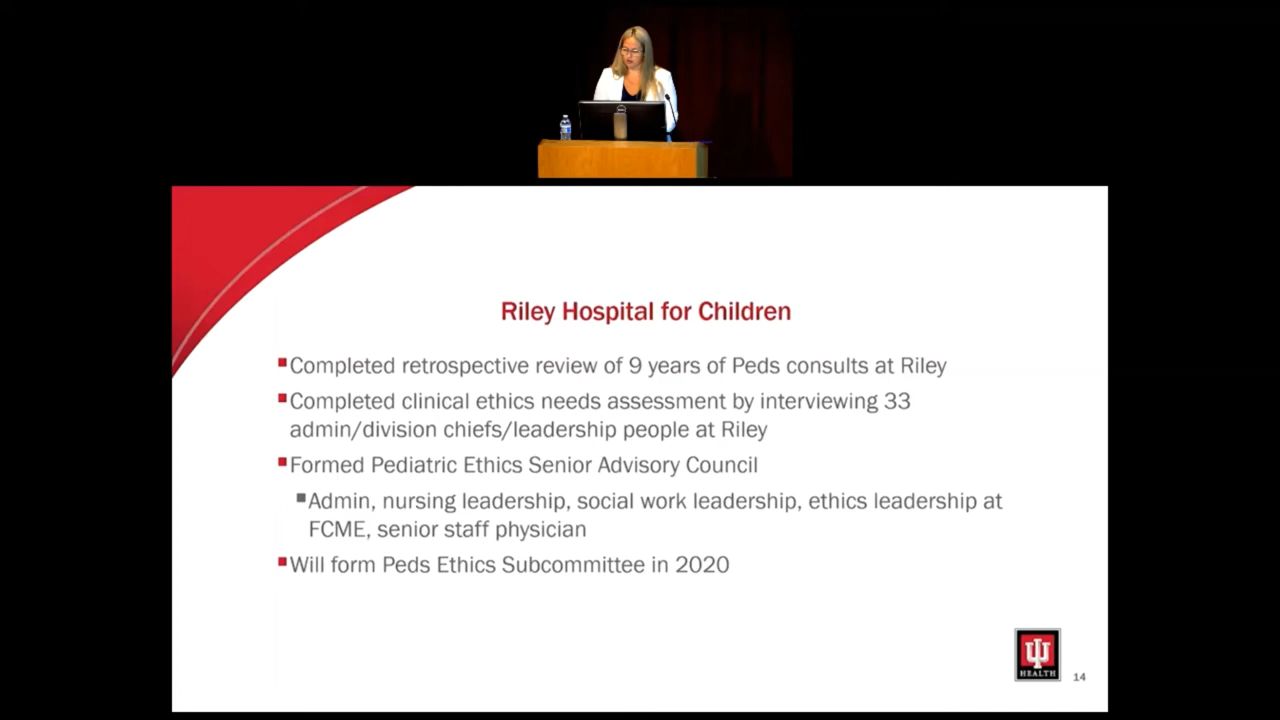 Riley Hospital for Children
Completed retrospective review of 9 years of Peds consults at Riley
Completed clinical ethics needs assessment by interviewing 33
admin/division chiefs/leadership people at Riley
Formed Pediatric Ethics Senior Advisory Council
Admin, nursing leadership, social work leadership, ethics leadership at
FCME, senior staff physician
Will form Peds Ethics Subcommittee in 2020
HEALTH
14